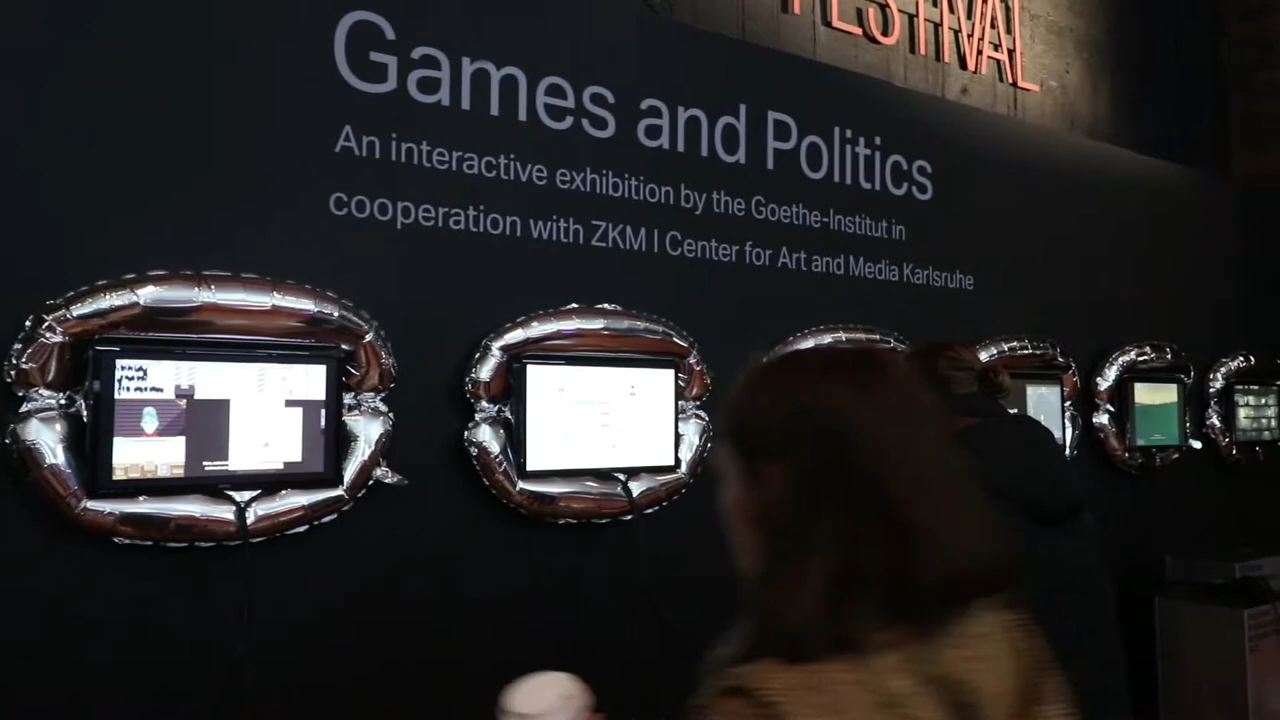 FESTIVAL
Games and Politics
An interactive exhibition by the Goethe-Institut in
cooperation with ZKM | Center for Art and Media Karlsruhe